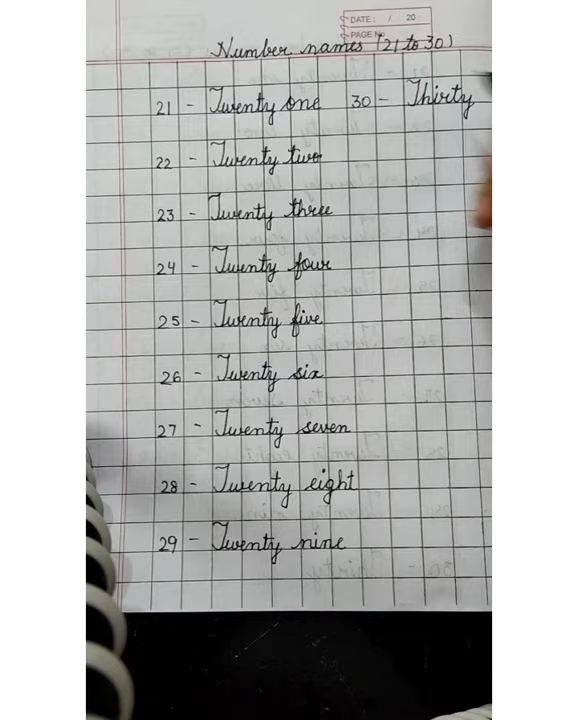 DATE: / 20
PAGE No.
Number names (21 to 30)
21 - Twenty one 30 - Thirty
22 - Twenty two
23 - Twenty three
24 - Twenty four
25 - Twenty five
26 - Twenty six
27 - Twenty seven
28 - Twenty eight
29 - Twenty nine